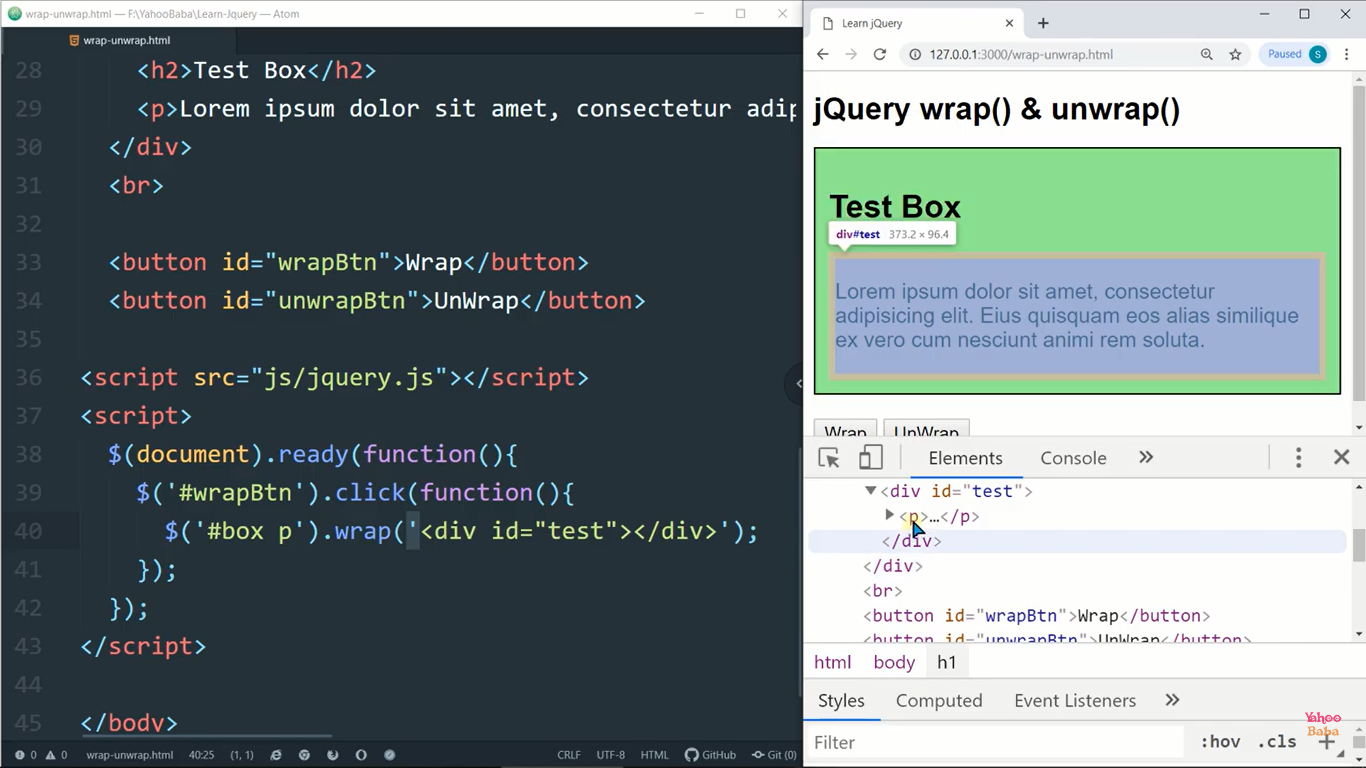 wrap-unwrap.html — F:\YahooBaba\Learn-Jquery — Atom
wrap-unwrap.html
28 <h2>Test Box</h2>
29 <p>Lorem ipsum dolor sit amet, consectetur adip
30 </div>
31 <br>
32
33 <button id="wrapBtn">Wrap</button>
34 <button id="unwrapBtn">UnWrap</button>
35
36 <script src="js/jquery.js"></script>
37 <script>
38 $(document).ready(function(){
39 $('#wrapBtn').click(function(){
40 $('#box p').wrap('<div id="test"></div>');
41 });
42 });
43 </script>
44
45 </body>
0 0 wrap-unwrap.html 40:25 (1, 1) CRLF UTF-8 HTML GitHub Git (0)
Learn jQuery
127.0.0.1:3000/wrap-unwrap.html Paused S
jQuery wrap() & unwrap()
Test Box
div#test 373.2 × 96.4
Lorem ipsum dolor sit amet, consectetur
adipisicing elit. Eius quisquam eos alias similique
ex vero cum nesciunt animi rem soluta.
Wrap UnWrap
Elements Console
<div id="test">
<p>…</p>
</div>
</div>
<br>
<button id="wrapBtn">Wrap</button>
<button id="unwrapBtn">UnWrap</button>
html body h1
Styles Computed Event Listeners
Filter :hov .cls
Yahoo
Baba